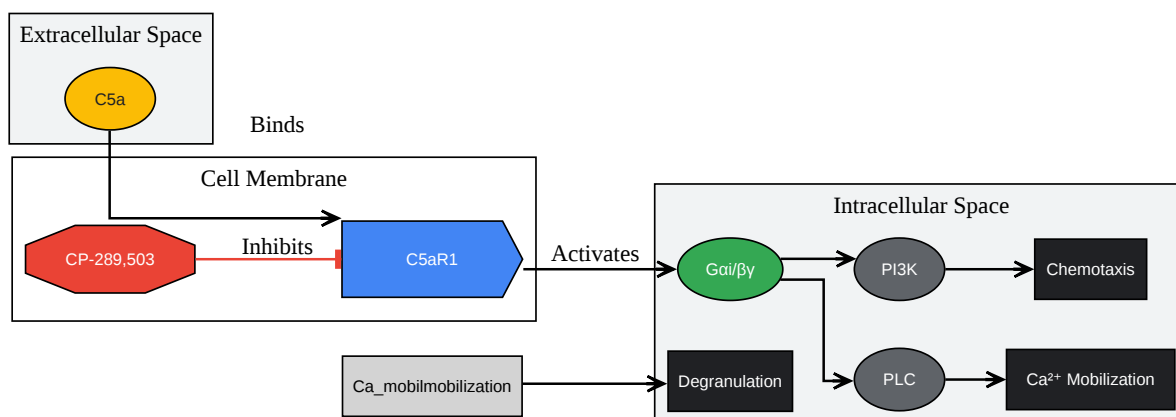 Extracellular Space
C5a
Binds
Cell Membrane
CP-289,503
Inhibits
C5aR1
Activates
Intracellular Space
Gαi/βγ
PI3K
Chemotaxis
Ca_mobilmobilization
Degranulation
PLC
Ca²⁺ Mobilization